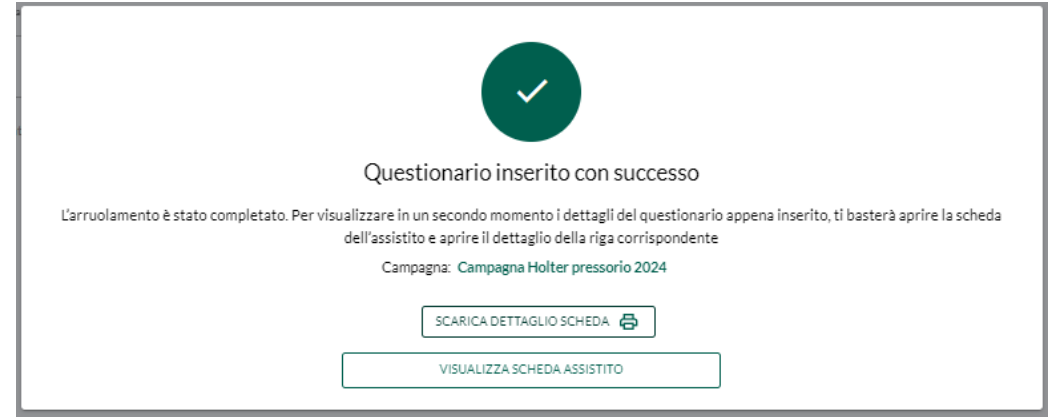 Questionario inserito con successo
L'arruolamento è stato completato. Per visualizzare in un secondo momento i dettagli del questionario appena inserito, ti basterà aprire la scheda
dell'assistito e aprire il dettaglio della riga corrispondente
Campagna: Campagna Holter pressorio 2024
SCARICA DETTAGLIO SCHEDA
VISUALIZZA SCHEDA ASSISTITO